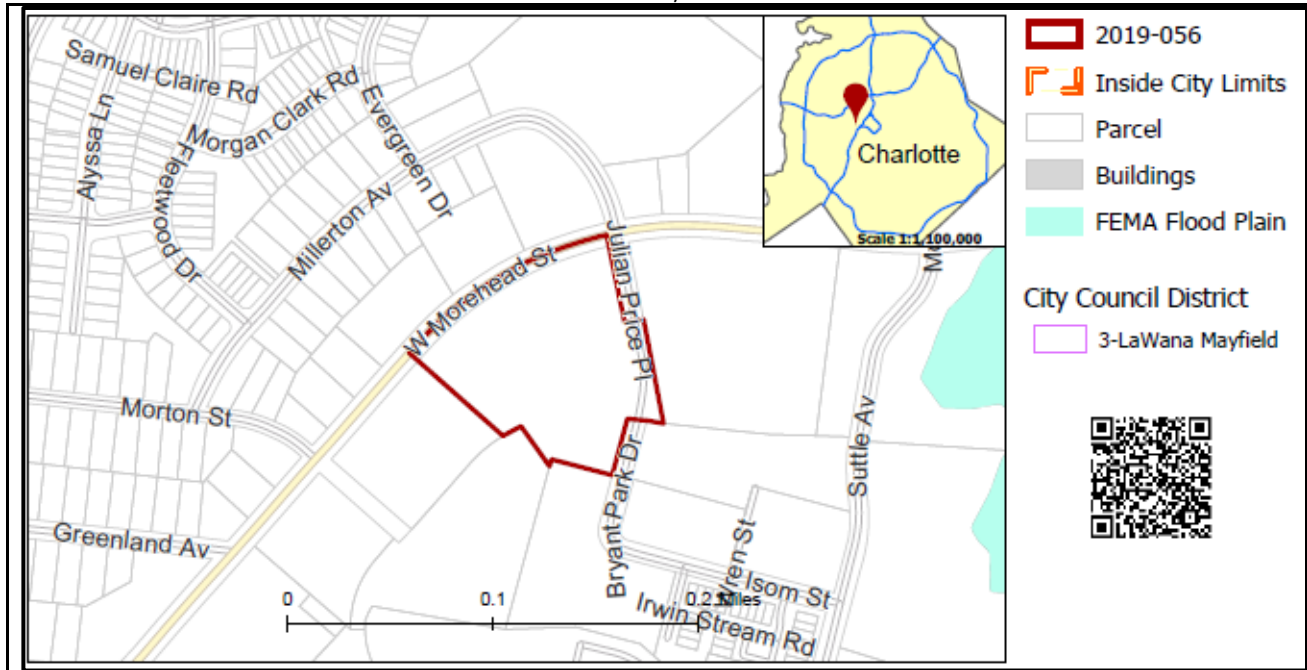 Samuel Claire Rd
Alyssa Ln
Morgan Clark Rd
Evergreen Dr
Fleetwood Dr
Millerton Av
W Morehead St
Julian Price Pl
Morton St
Greenland Av
Bryant Park Dr
Wren St
Isom St
Irwin Stream Rd
Suttle Av
0 0.1 0.2 Miles
Charlotte
Scale 1:1,100,000
2019-056
Inside City Limits
Parcel
Buildings
FEMA Flood Plain
City Council District
3-LaWana Mayfield